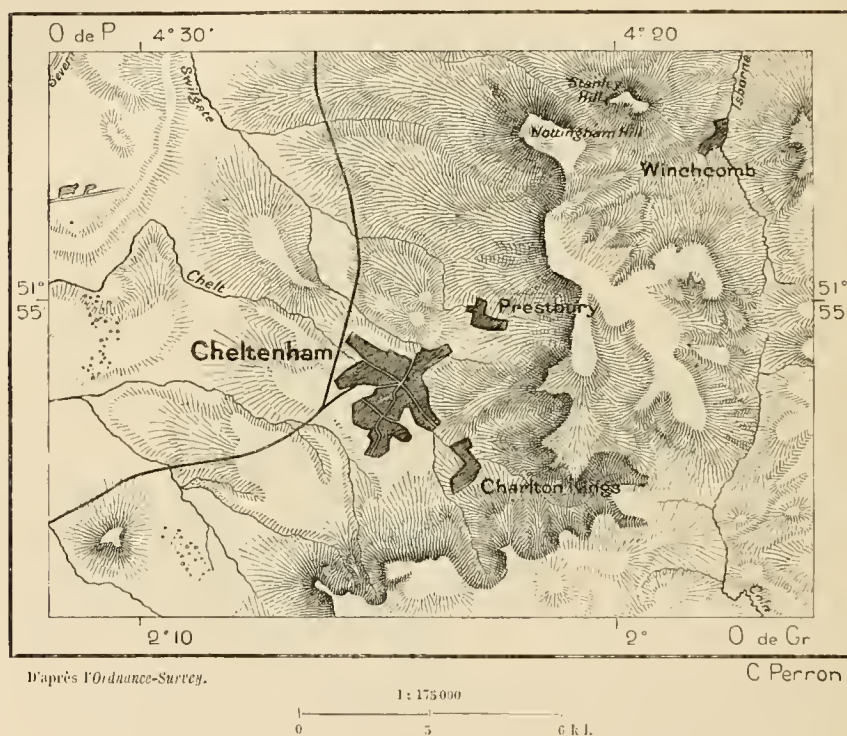 O de P 4° 30' 4° 20
Severn
Swilgate
Stanley
Hill
Isborne
Nottingham Hill
Winchcomb
Chelt
51°
55
51°
55
Prestbury
Cheltenham
Charlton Kings
Coln
2° 10 2° O de Gr
D'après l'Ordnance-Survey.
C Perron
1 : 175 000
0 6 kl.